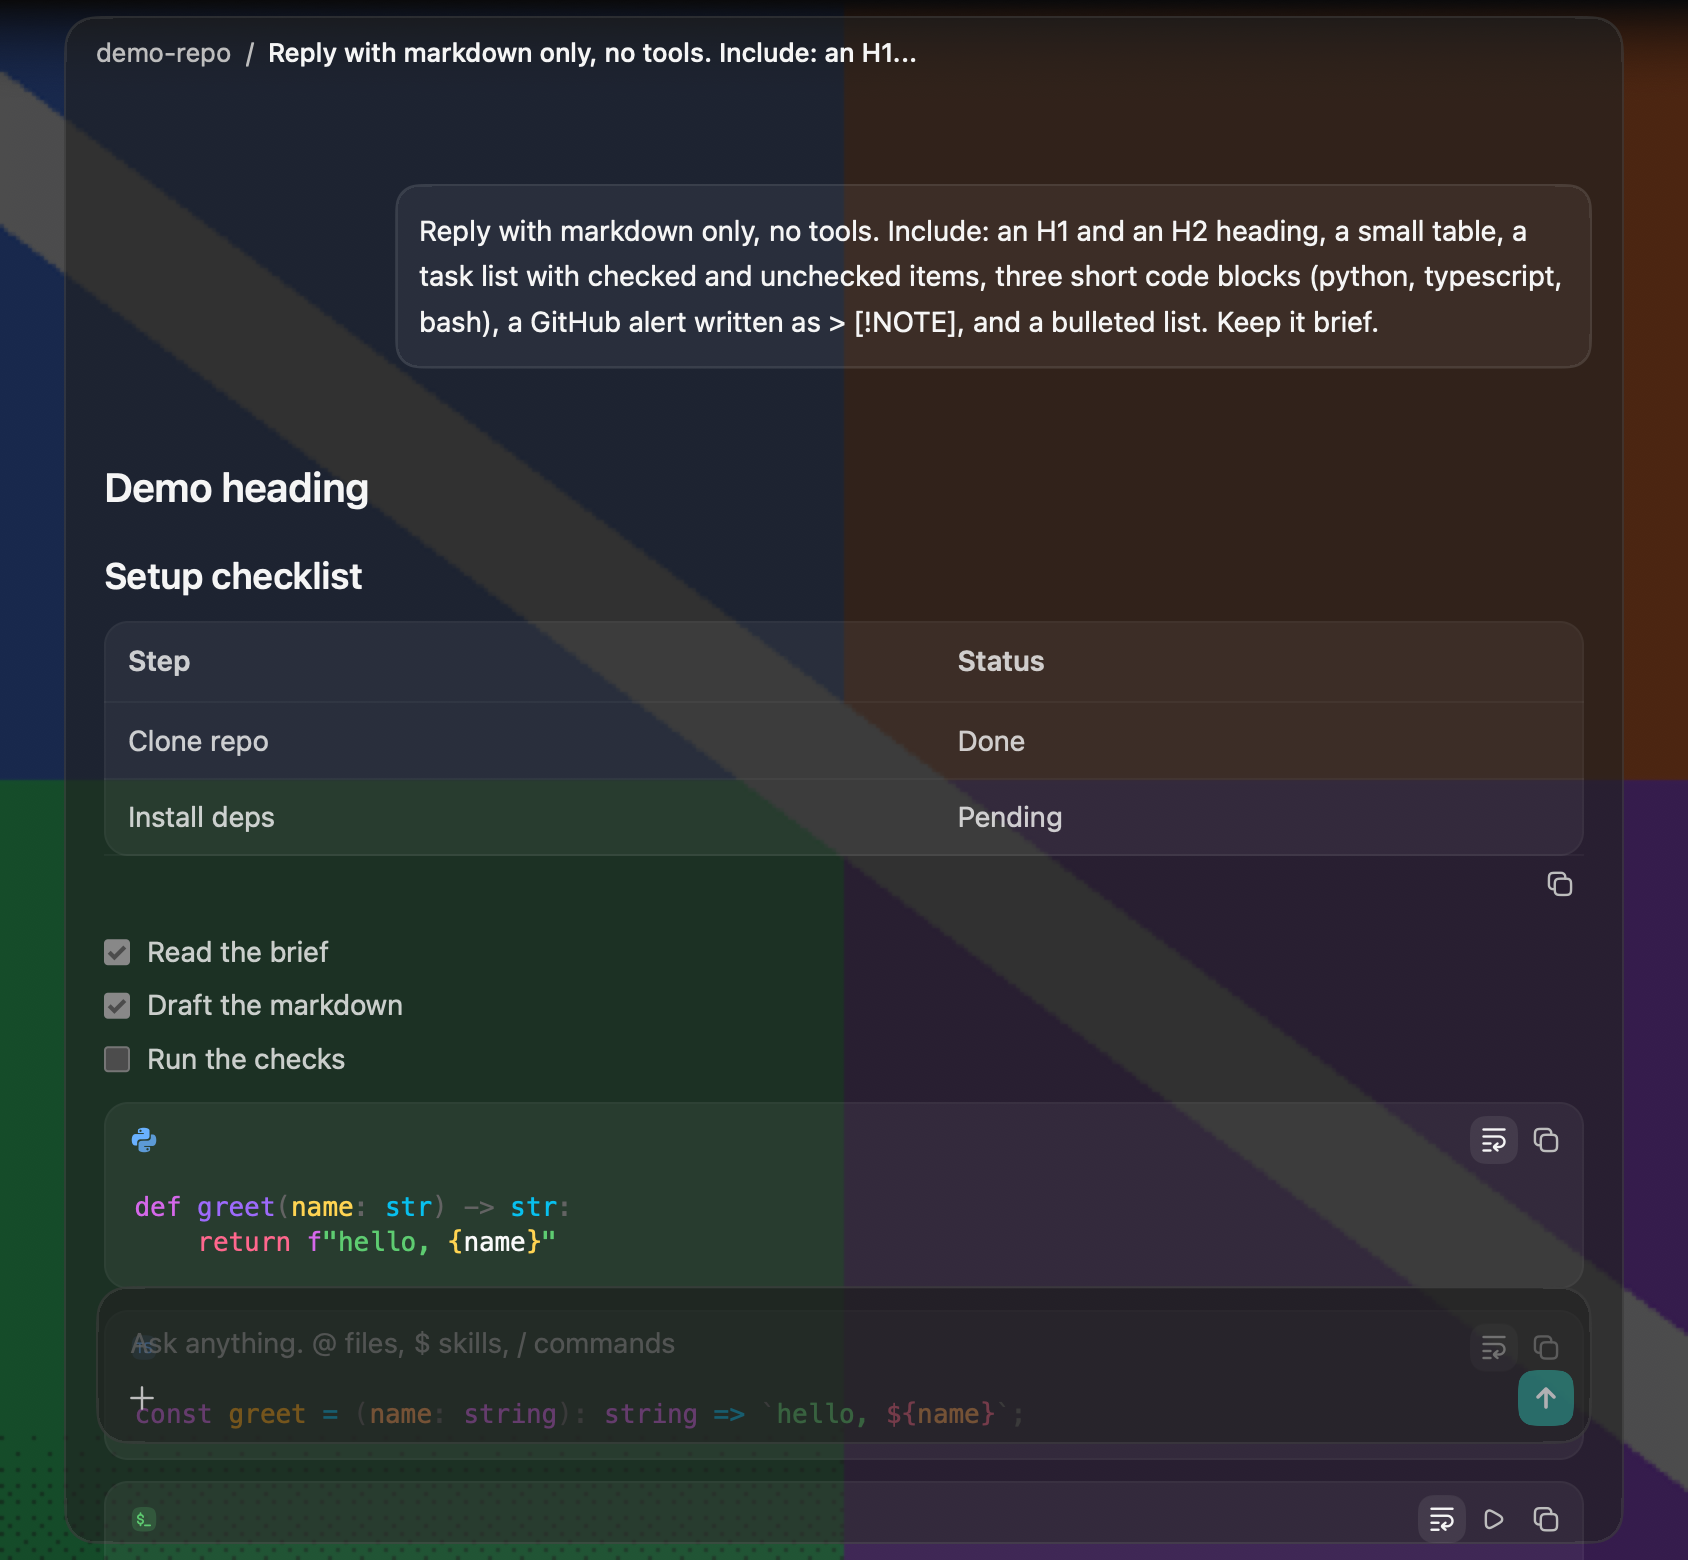 demo-repo / Reply with markdown only, no tools. Include: an H1...
Reply with markdown only, no tools. Include: an H1 and an H2 heading, a small table, a
task list with checked and unchecked items, three short code blocks (python, typescript,
bash), a GitHub alert written as > [!NOTE], and a bulleted list. Keep it brief.
Demo heading
Setup checklist
Step Status
Clone repo Done
Install deps Pending
Read the brief
Draft the markdown
Run the checks
def greet(name: str) -> str:
    return f"hello, {name}"
Ask anything. @ files, $ skills, / commands
const greet = (name: string): string => `hello, ${name}`;
$_